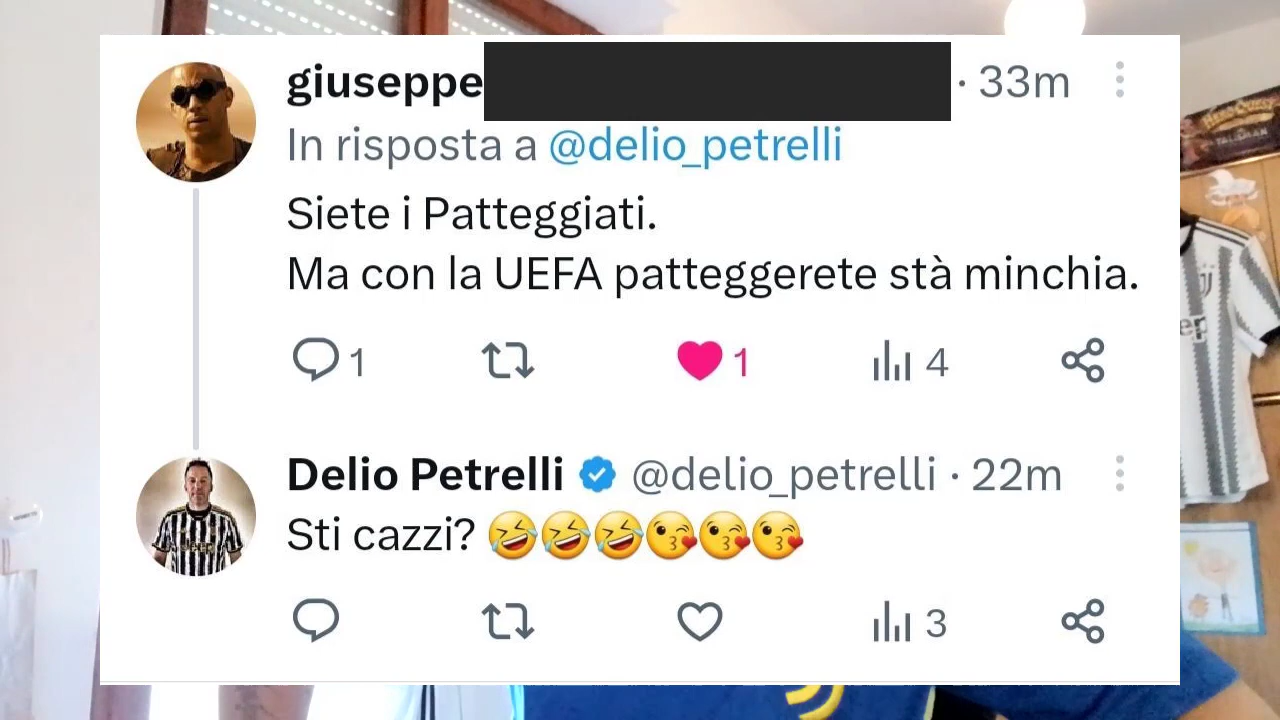 giuseppe · 33m
In risposta a @delio_petrelli
Siete i Patteggiati.
Ma con la UEFA patteggerete stà minchia.
1 1 4
Delio Petrelli @delio_petrelli · 22m
Sti cazzi? 🤣🤣🤣😘😘😘
3